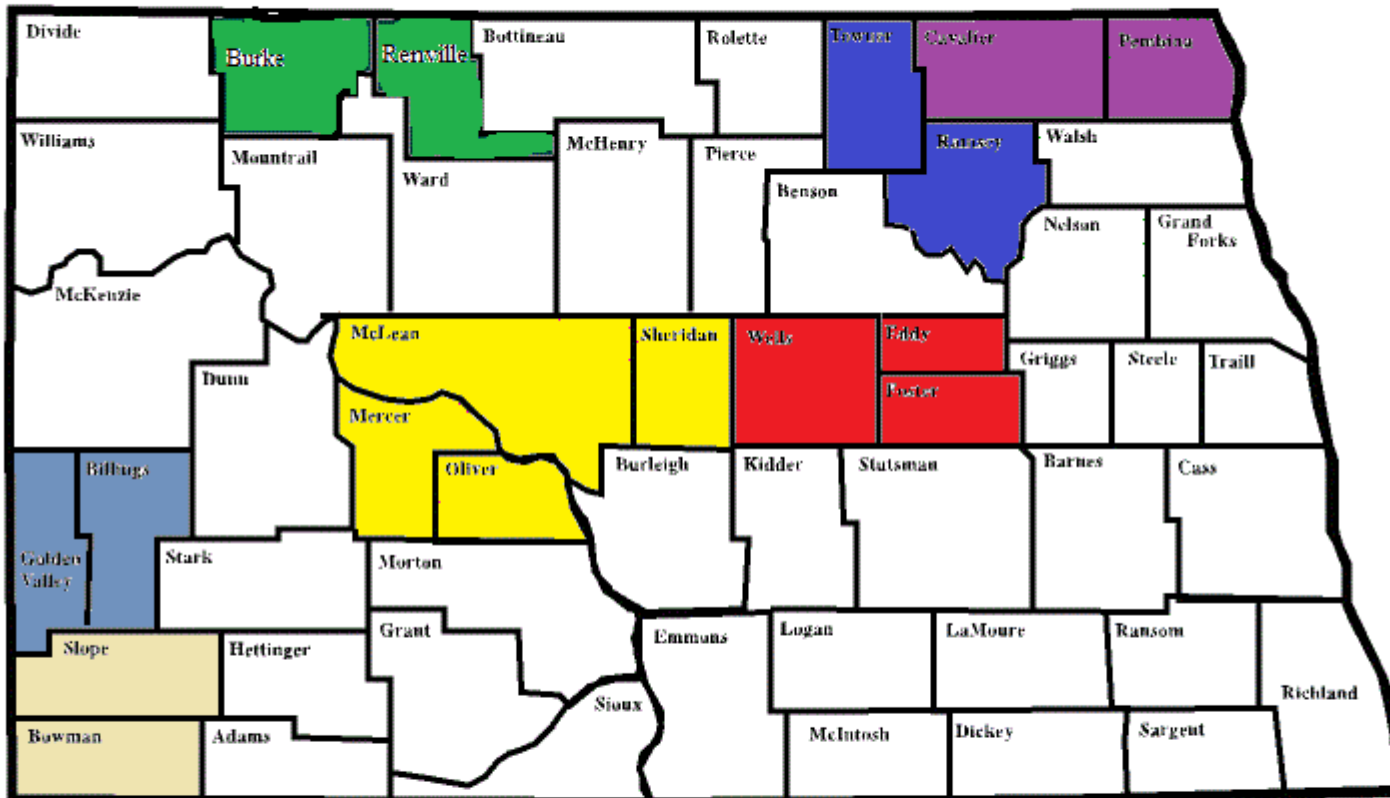 Divide
Burke
Renville
Bottineau
Rolette
Towner
Cavalier
Pembina
Williams
Mountrail
Ward
McHenry
Pierce
Benson
Ramsey
Walsh
Nelson
Grand
Forks
McKenzie
Dunn
McLean
Sheridan
Wells
Eddy
Foster
Griggs
Steele
Traill
Mercer
Oliver
Billings
Golden
Valley
Stark
Morton
Burleigh
Kidder
Stutsman
Barnes
Cass
Slope
Hettinger
Grant
Sioux
Emmons
Logan
LaMoure
Ransom
Richland
Bowman
Adams
McIntosh
Dickey
Sargent